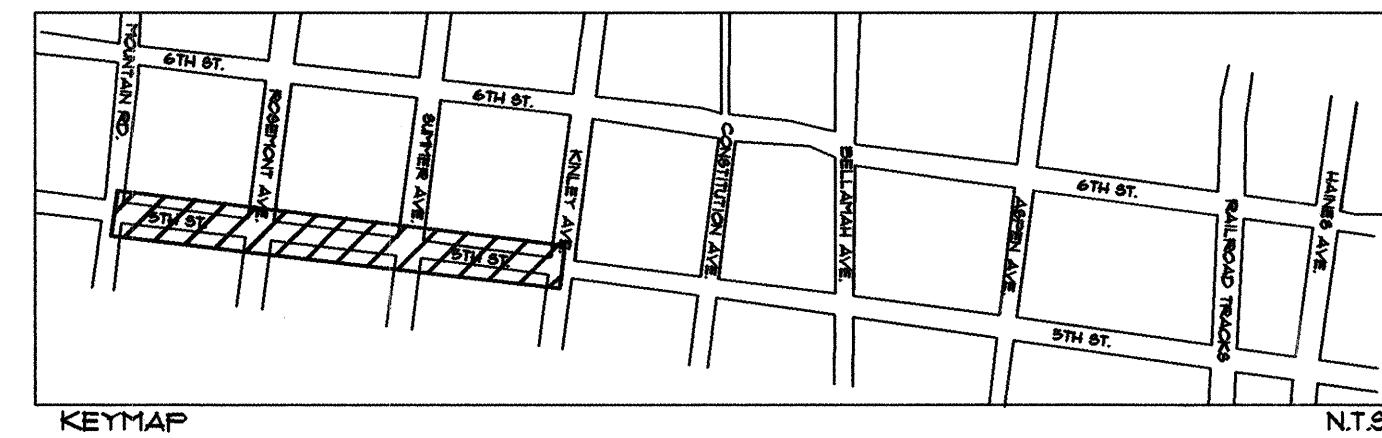 MOUNTAIN RD.
6TH ST.
ROSEMONT AVE.
SUMMER AVE.
6TH ST.
KINLEY AVE.
CONSTITUTION AVE.
BELLAMAH AVE.
6TH ST.
ASPEN AVE.
RAILROAD TRACKS
HAINES AVE.
5TH ST.
5TH ST.
5TH ST.
KEYMAP
N.T.S